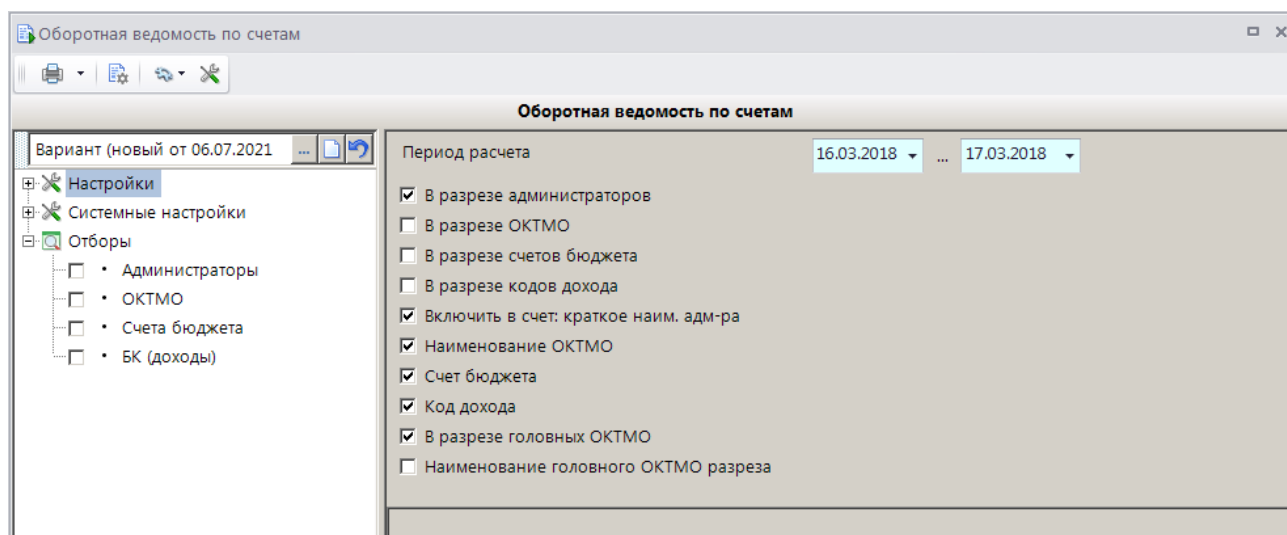 Оборотная ведомость по счетам
Оборотная ведомость по счетам
Вариант (новый от 06.07.2021 ...
Настройки
Системные настройки
Отборы
• Администраторы
• ОКТМО
• Счета бюджета
• БК (доходы)
Период расчета 16.03.2018 ... 17.03.2018
В разрезе администраторов
В разрезе ОКТМО
В разрезе счетов бюджета
В разрезе кодов дохода
Включить в счет: краткое наим. адм-ра
Наименование ОКТМО
Счет бюджета
Код дохода
В разрезе головных ОКТМО
Наименование головного ОКТМО разреза